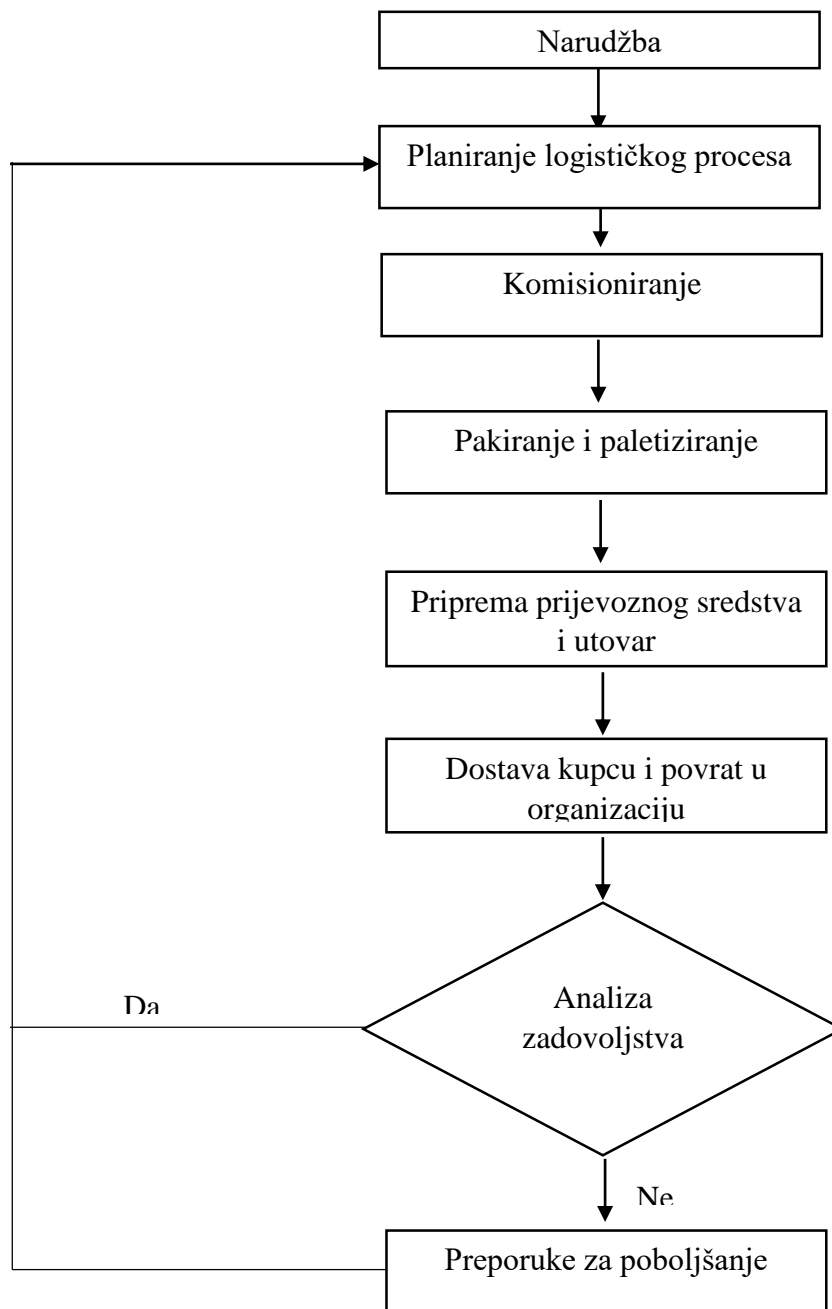 Narudžba
Planiranje logističkog procesa
Komisioniranje
Pakiranje i paletiziranje
Priprema prijevoznog sredstva
i utovar
Dostava kupcu i povrat u
organizaciju
Analiza
zadovoljstva
Da
Ne
Preporuke za poboljšanje